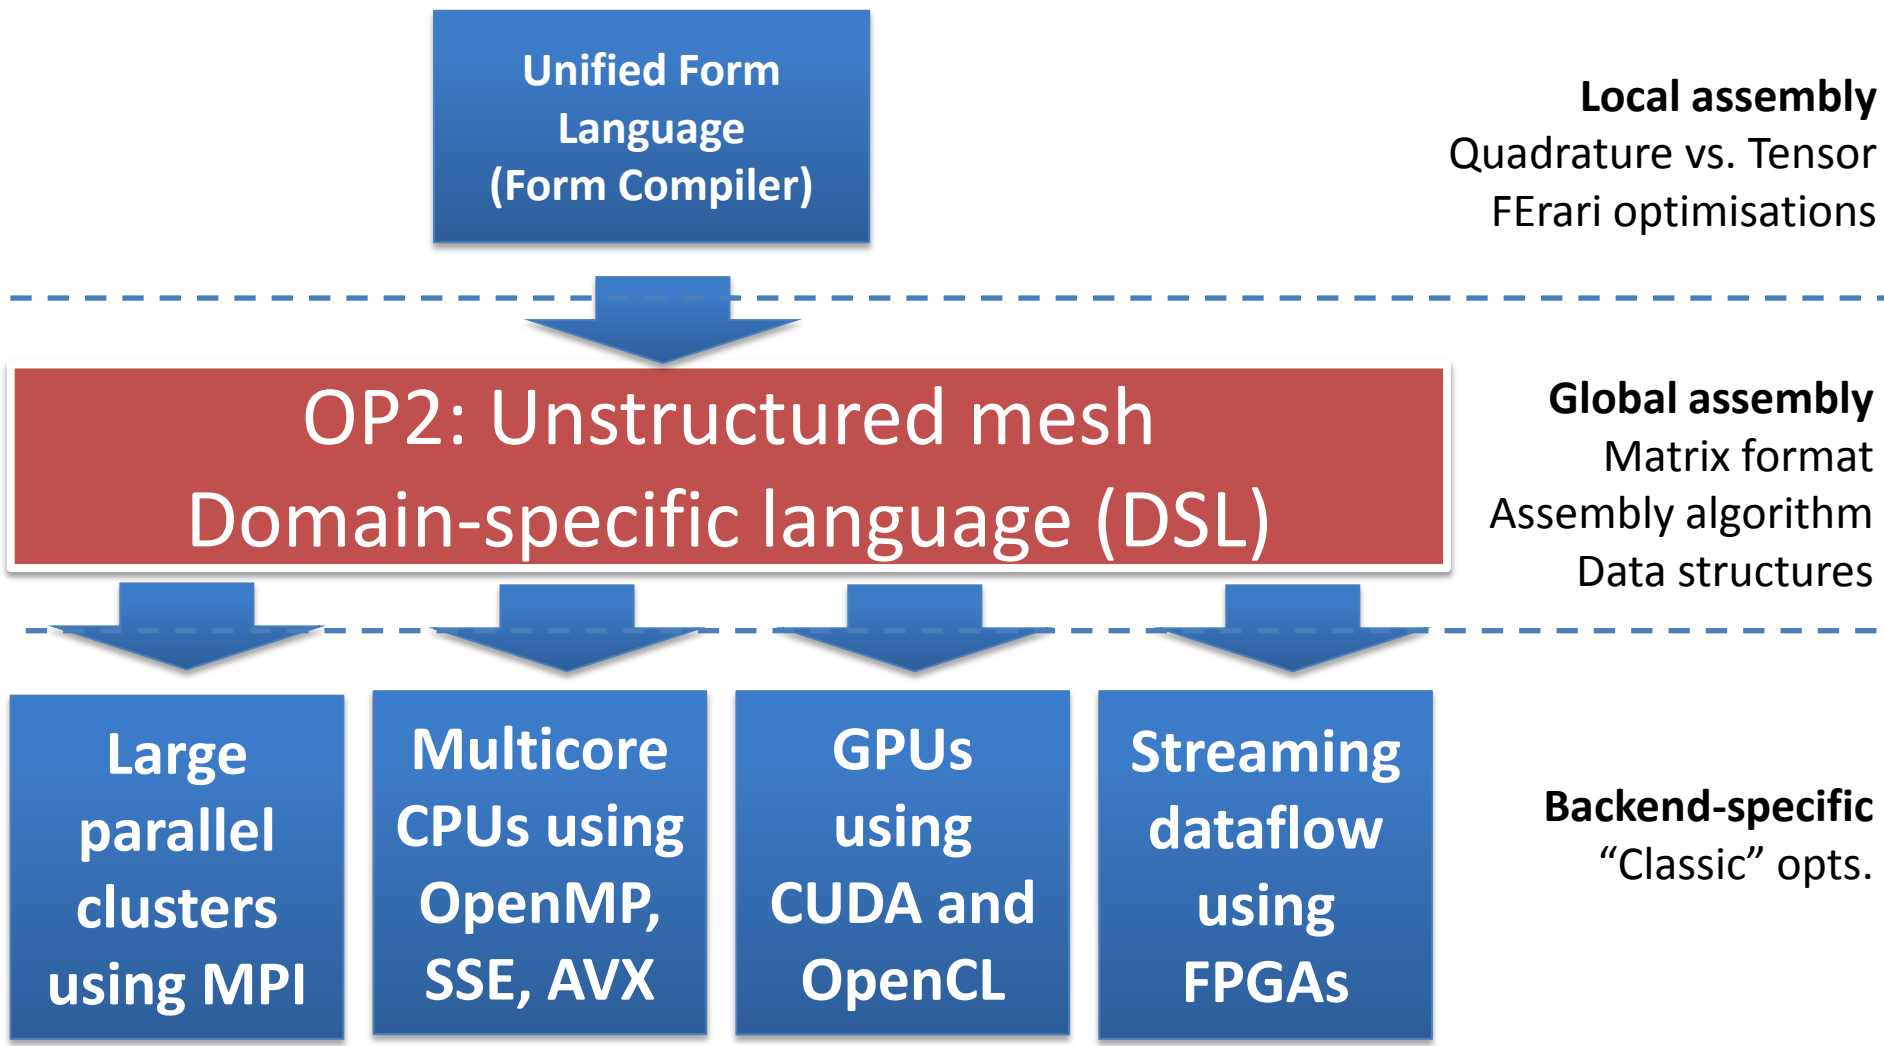 Unified Form
Language
(Form Compiler)
Local assembly
Quadrature vs. Tensor
FErari optimisations
OP2: Unstructured mesh
Domain-specific language (DSL)
Global assembly
Matrix format
Assembly algorithm
Data structures
Large
parallel
clusters
using MPI
Multicore
CPUs using
OpenMP,
SSE, AVX
GPUs
using
CUDA and
OpenCL
Streaming
dataflow
using
FPGAs
Backend-specific
“Classic” opts.